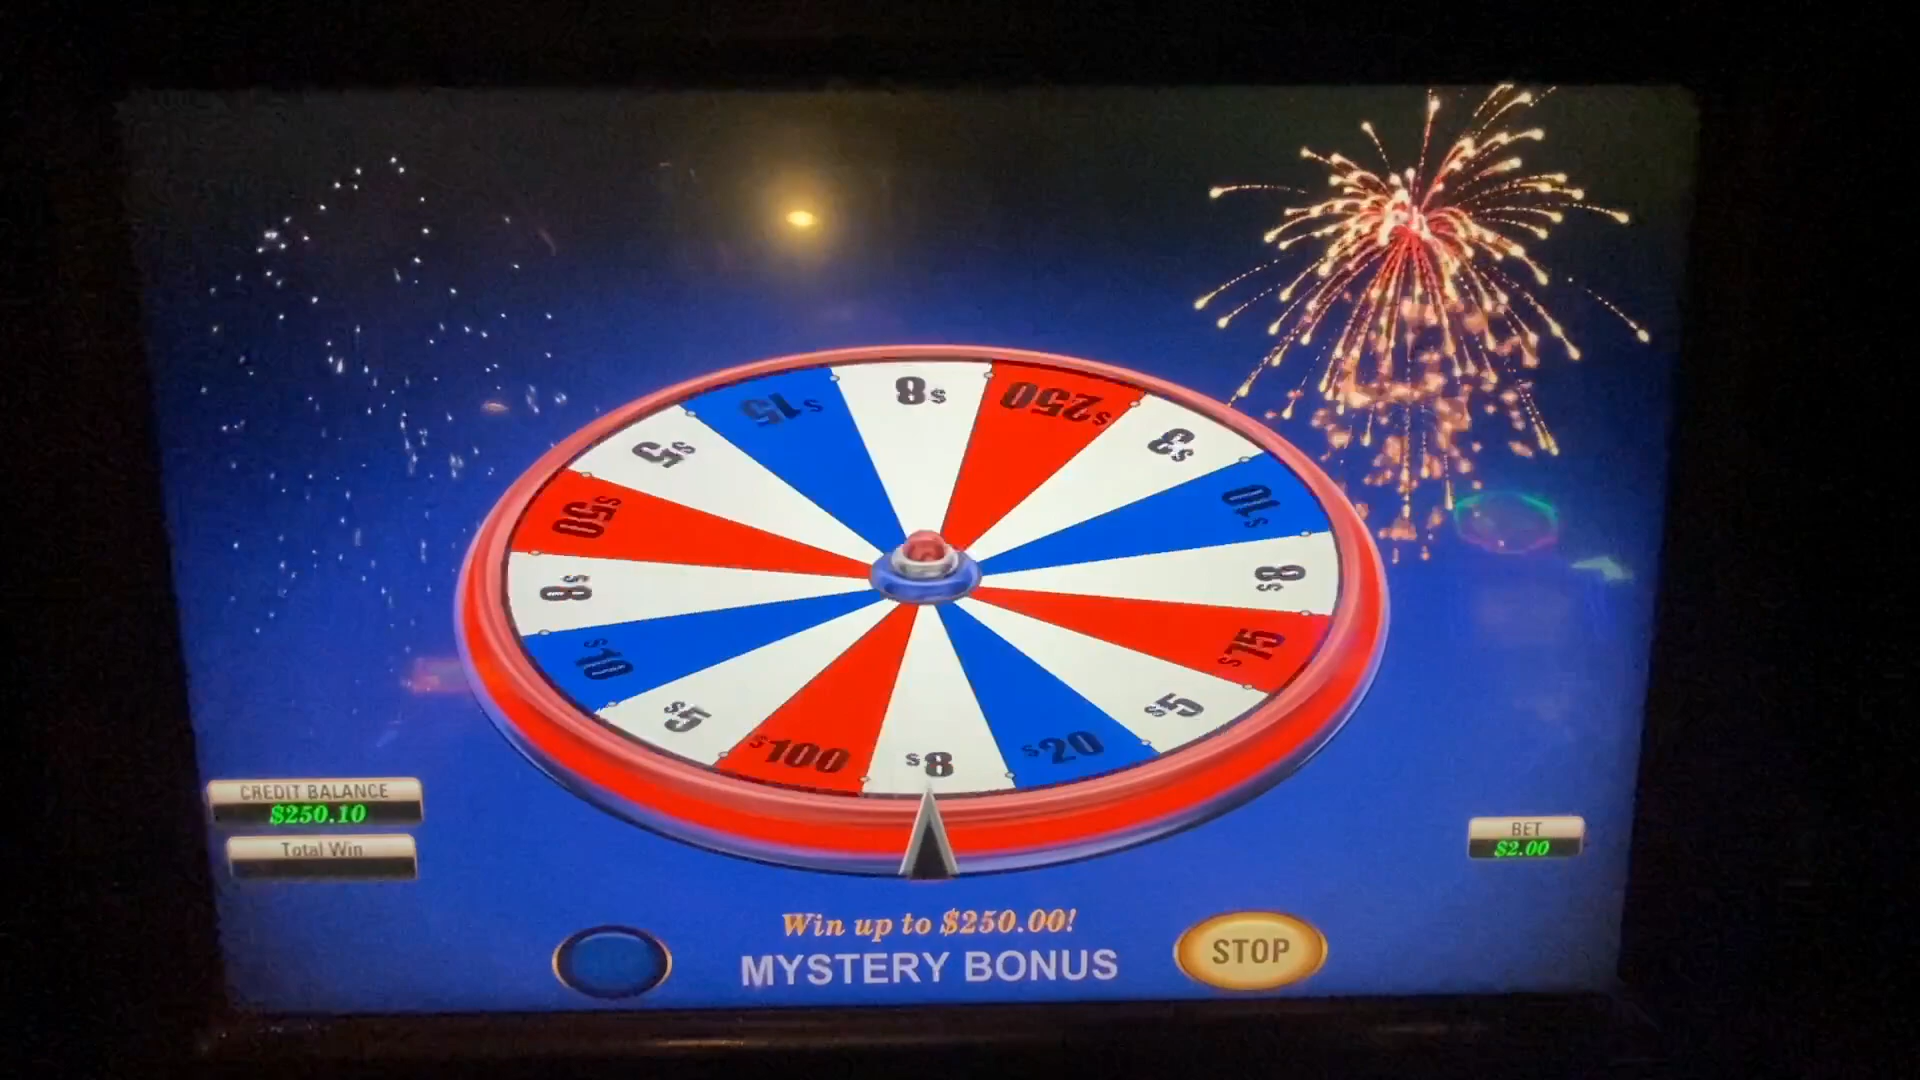 $8
$250
$15
$5
$50
$10
$8
$8
$10
$75
$5
$5
$20
$100
$8
CREDIT BALANCE
$250.10
Total Win
BET
$2.00
Win up to $250.00!
MYSTERY BONUS
STOP